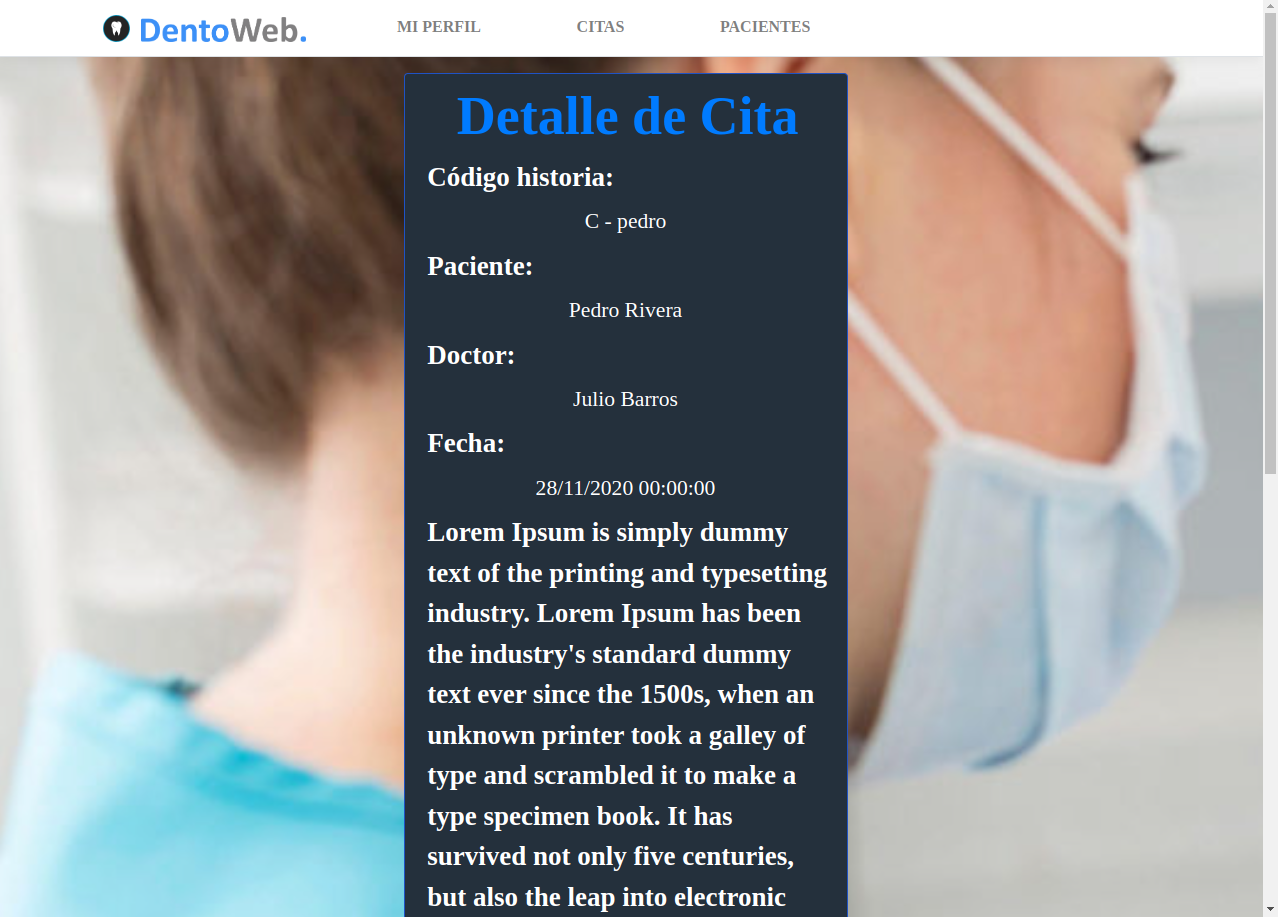 DentoWeb.
MI PERFIL
CITAS
PACIENTES
Detalle de Cita
Código historia:
C - pedro
Paciente:
Pedro Rivera
Doctor:
Julio Barros
Fecha:
28/11/2020 00:00:00
Lorem Ipsum is simply dummy
text of the printing and typesetting
industry. Lorem Ipsum has been
the industry's standard dummy
text ever since the 1500s, when an
unknown printer took a galley of
type and scrambled it to make a
type specimen book. It has
survived not only five centuries,
but also the leap into electronic